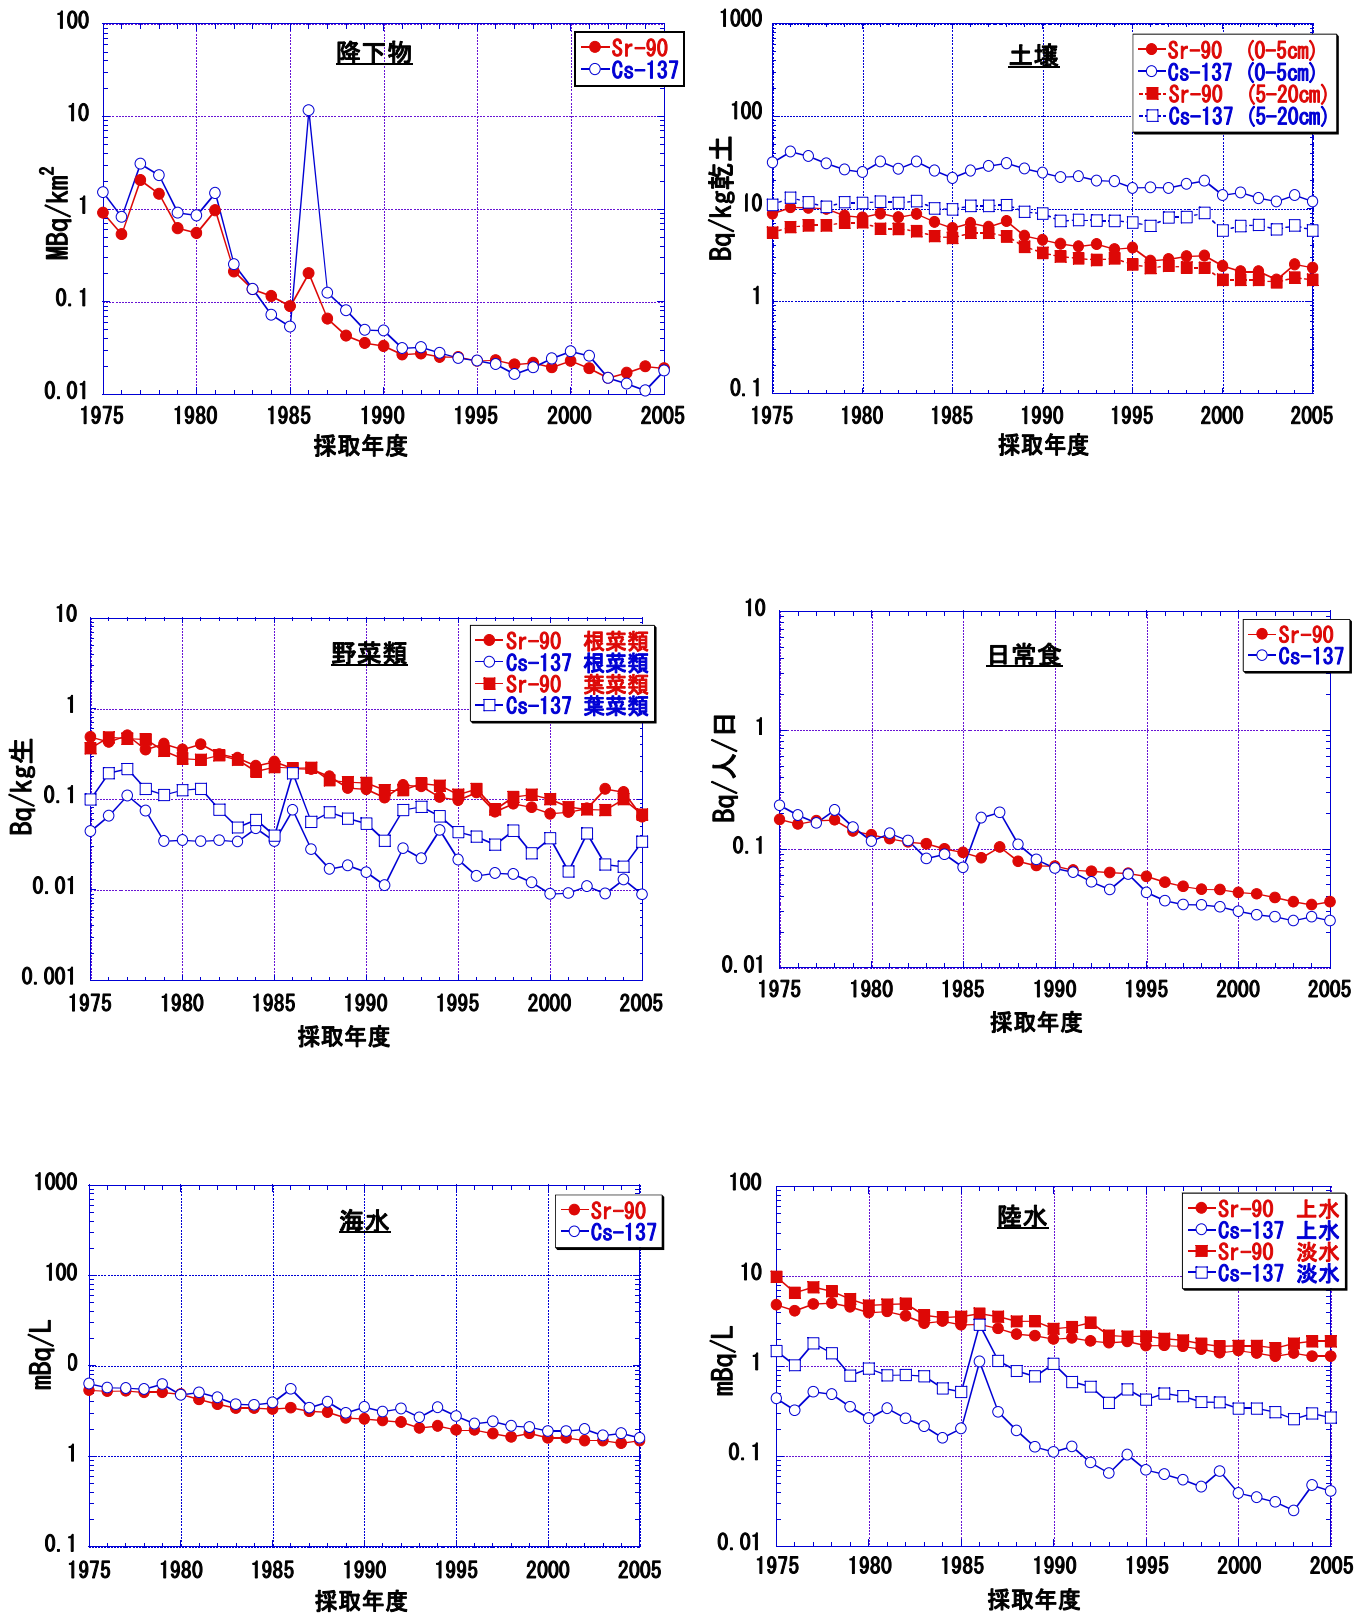 降下物
Sr-90
Cs-137
100
10
1
0.1
0.01
MBq/km2
1975 1980 1985 1990 1995 2000 2005
採取年度
土壌
Sr-90 (0-5cm)
Cs-137 (0-5cm)
Sr-90 (5-20cm)
Cs-137 (5-20cm)
1000
100
10
1
0.1
Bq/kg乾土
1975 1980 1985 1990 1995 2000 2005
採取年度
野菜類
Sr-90 根菜類
Cs-137 根菜類
Sr-90 葉菜類
Cs-137 葉菜類
10
1
0.1
0.01
0.001
Bq/kg生
1975 1980 1985 1990 1995 2000 2005
採取年度
日常食
Sr-90
Cs-137
10
1
0.1
0.01
Bq/人/日
1975 1980 1985 1990 1995 2000 2005
採取年度
海水
Sr-90
Cs-137
1000
100
0
1
0.1
mBq/L
1975 1980 1985 1990 1995 2000 2005
採取年度
陸水
Sr-90 上水
Cs-137 上水
Sr-90 淡水
Cs-137 淡水
100
10
1
0.1
0.01
mBq/L
1975 1980 1985 1990 1995 2000 2005
採取年度